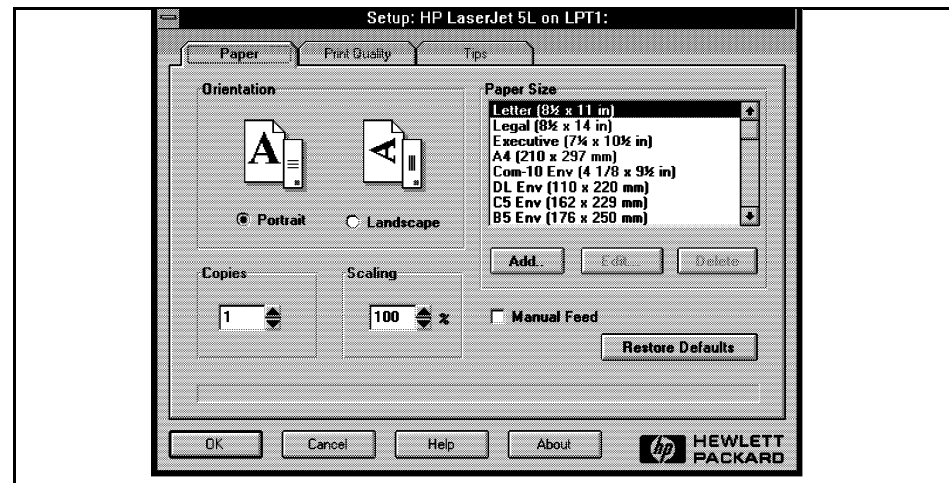 Setup: HP LaserJet 5L on LPT1:
Paper
Print Quality
Tips
Orientation
A
A
Portrait
Landscape
Paper Size
Letter (8½ x 11 in)
Legal (8½ x 14 in)
Executive (7¼ x 10½ in)
A4 (210 x 297 mm)
Com-10 Env (4 1/8 x 9½ in)
DL Env (110 x 220 mm)
C5 Env (162 x 229 mm)
B5 Env (176 x 250 mm)
Add..
Edit...
Delete
Copies
1
Scaling
100 %
Manual Feed
Restore Defaults
OK
Cancel
Help
About
hp
HEWLETT
PACKARD